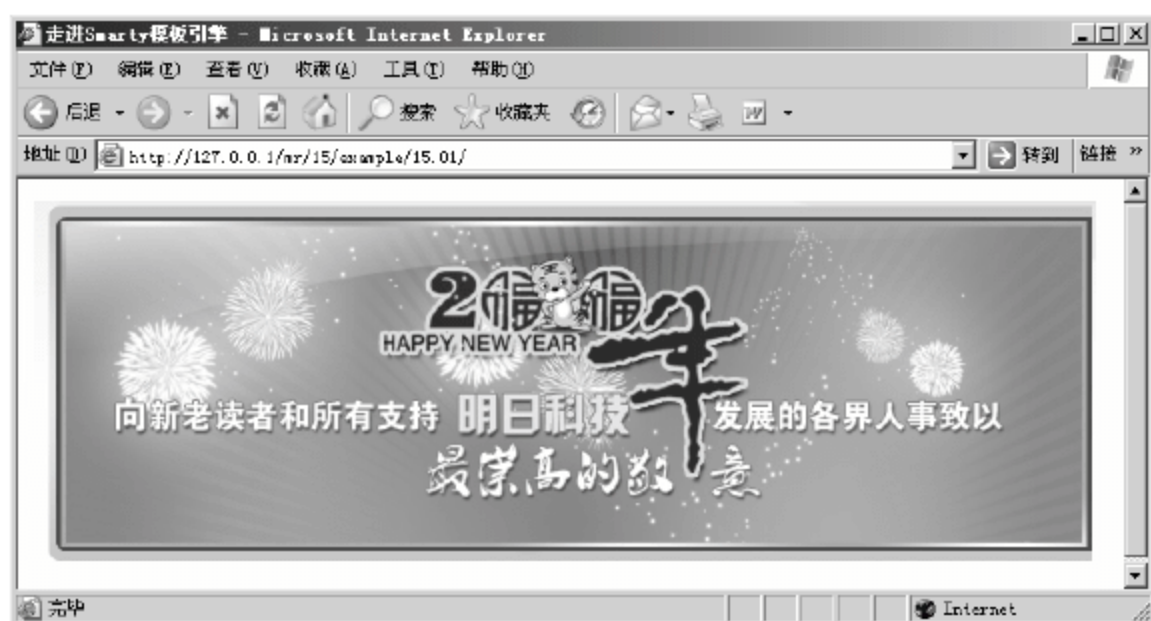 走进Smarty模板引擎 - Microsoft Internet Explorer
文件(F) 编辑(E) 查看(V) 收藏(A) 工具(T) 帮助(H)
后退 搜索 收藏夹
地址(D) http://127.0.0.1/mr/15/example/15.01/ 转到 链接 »
2福福年
HAPPY NEW YEAR
向新老读者和所有支持 明日科技 发展的各界人事致以
最崇高的敬意
完毕 Internet